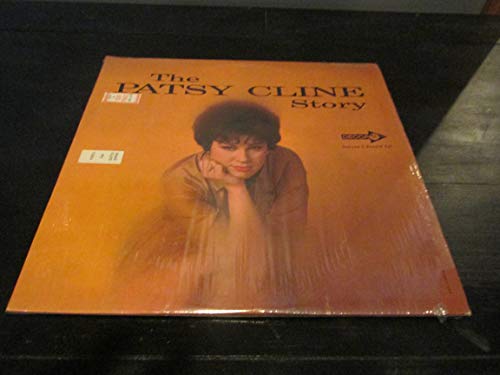 The
PATSY CLINE
Story
DECCA